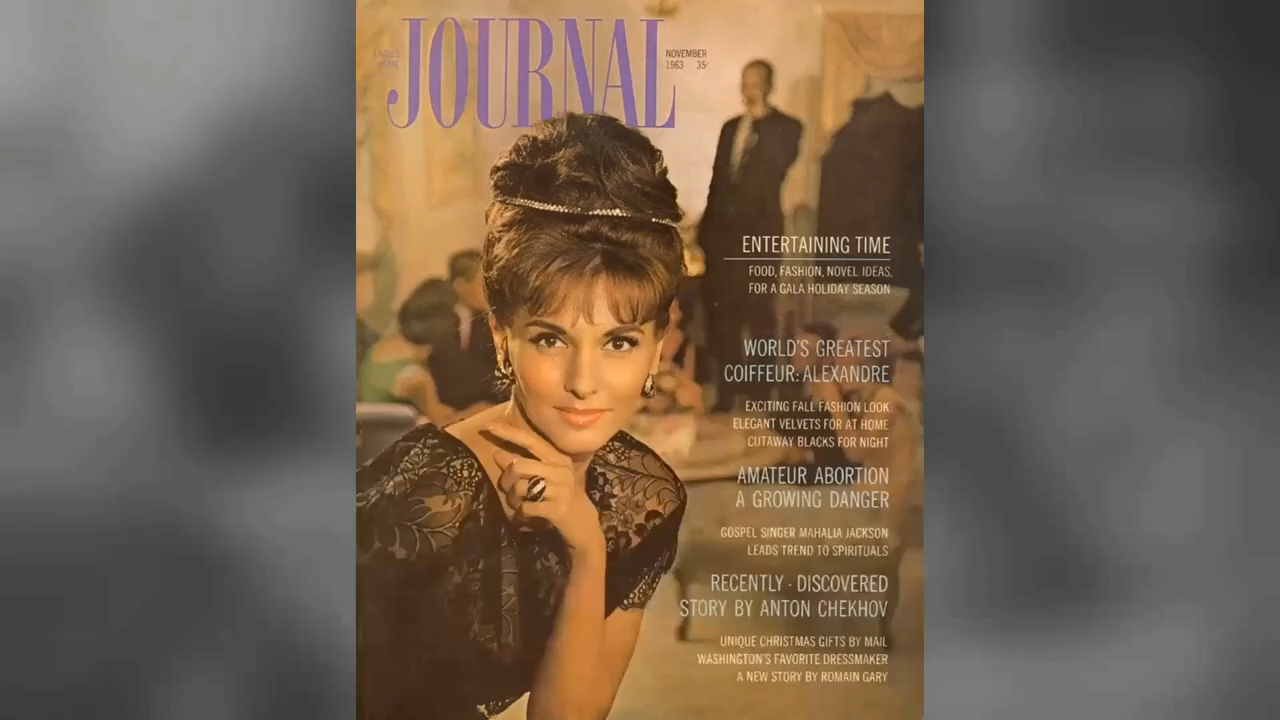 LADIES
HOME
JOURNAL
NOVEMBER
1963 35¢
ENTERTAINING TIME
FOOD, FASHION, NOVEL IDEAS,
FOR A GALA HOLIDAY SEASON
WORLD'S GREATEST
COIFFEUR: ALEXANDRE
EXCITING FALL FASHION LOOK:
ELEGANT VELVETS FOR AT HOME
CUTAWAY BLACKS FOR NIGHT
AMATEUR ABORTION
A GROWING DANGER
GOSPEL SINGER MAHALIA JACKSON
LEADS TREND TO SPIRITUALS
RECENTLY - DISCOVERED
STORY BY ANTON CHEKHOV
UNIQUE CHRISTMAS GIFTS BY MAIL
WASHINGTON'S FAVORITE DRESSMAKER
A NEW STORY BY ROMAIN GARY